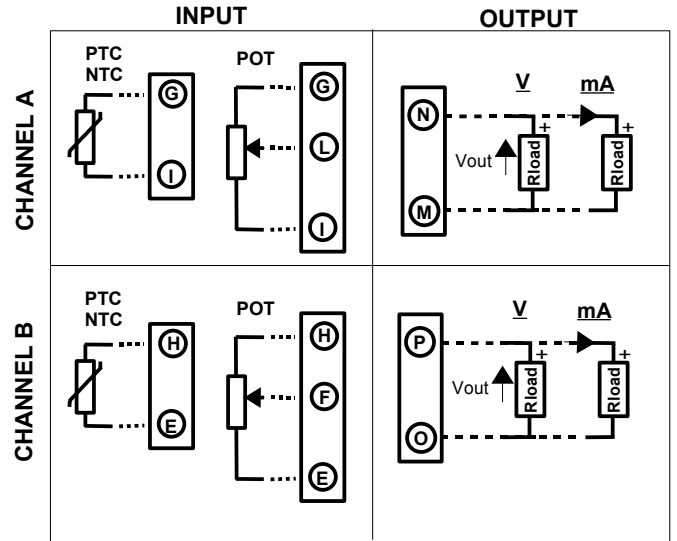 INPUT
OUTPUT
CHANNEL A
PTC
NTC
G
I
POT
G
L
I
V
mA
N
M
Vout
+
Rload
+
Rload
CHANNEL B
PTC
NTC
H
E
POT
H
F
E
V
mA
P
O
Vout
+
Rload
+
Rload